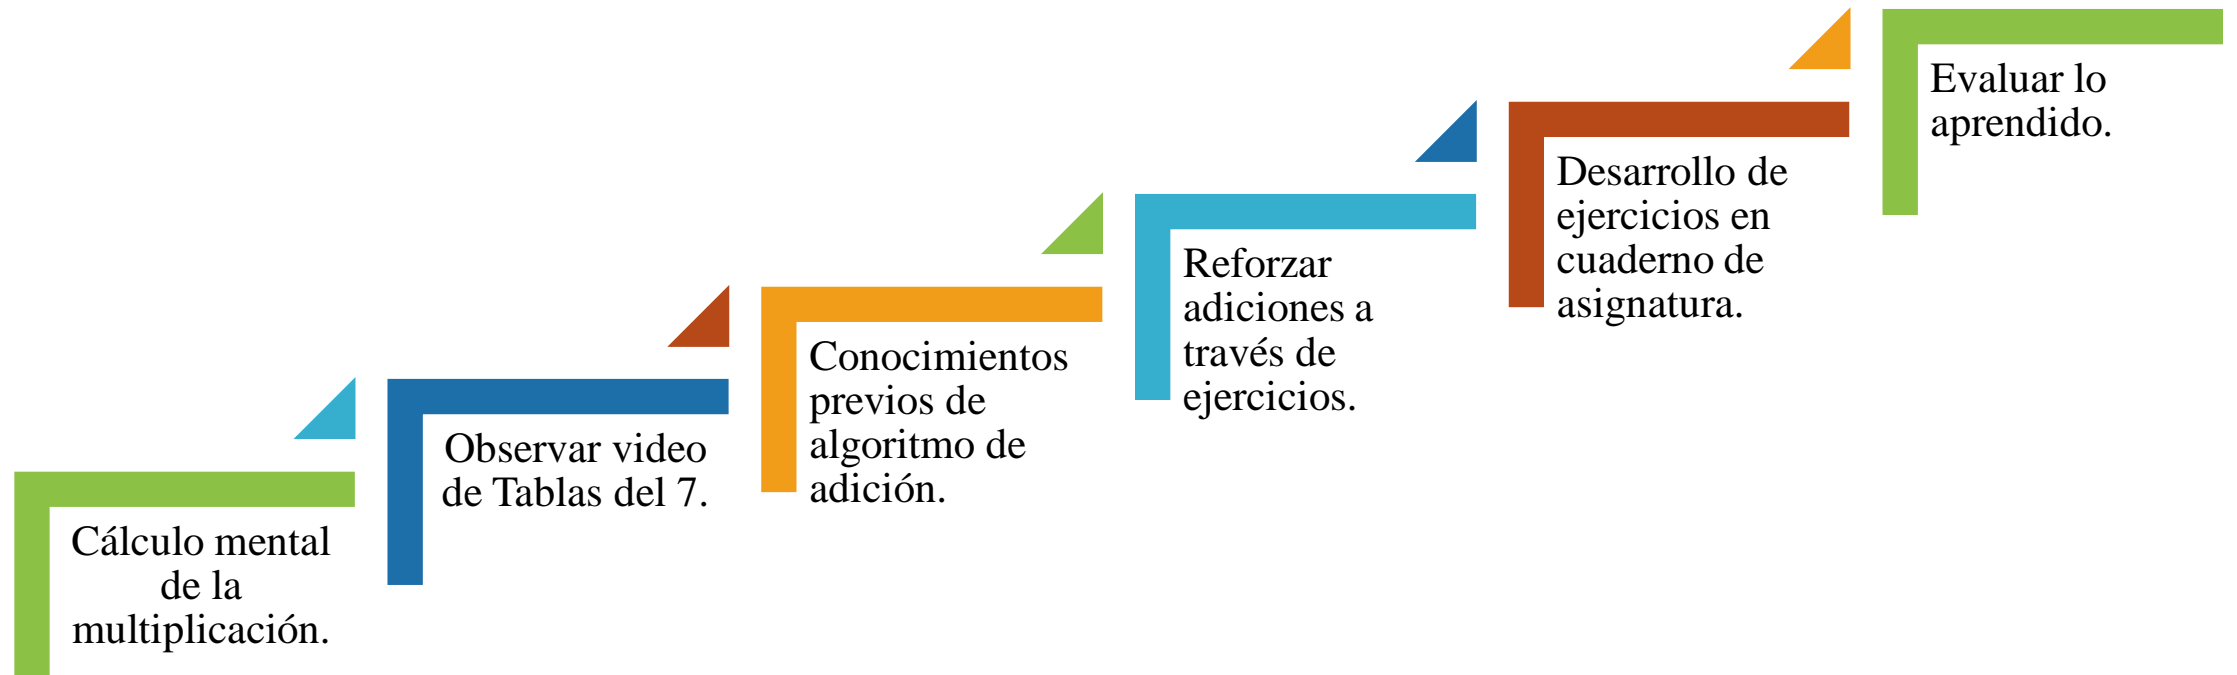 Cálculo mental
de la
multiplicación.
Observar video
de Tablas del 7.
Conocimientos
previos de
algoritmo de
adición.
Reforzar
adiciones a
través de
ejercicios.
Desarrollo de
ejercicios en
cuaderno de
asignatura.
Evaluar lo
aprendido.